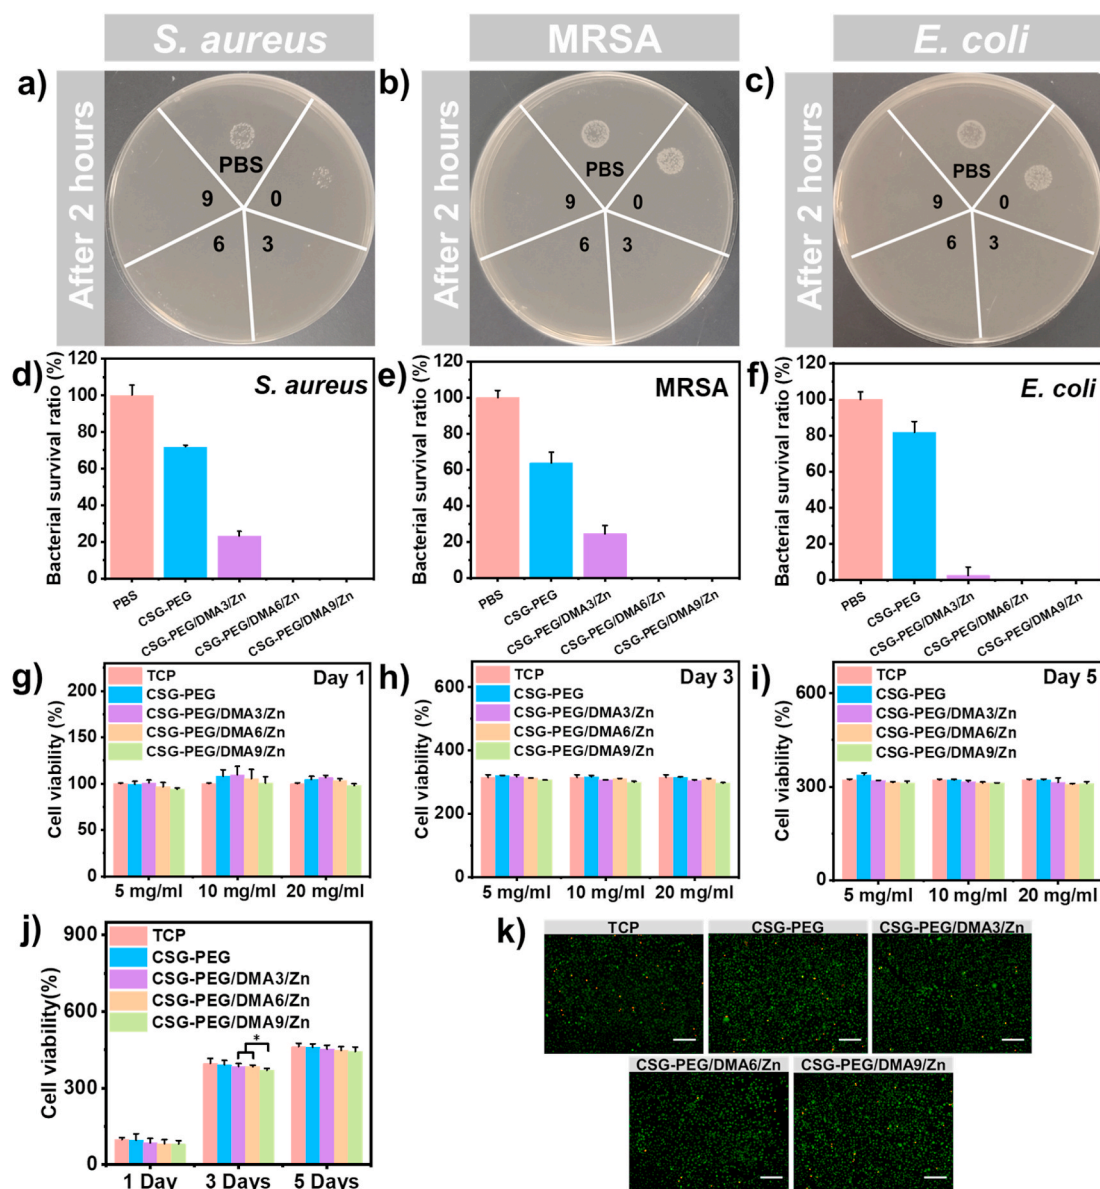 S. aureus
MRSA
E. coli
a)
After 2 hours
PBS
9
0
6
3
b)
After 2 hours
PBS
9
0
6
3
c)
After 2 hours
PBS
9
0
6
3
d)
Bacterial survival ratio (%)
120
100
80
60
40
20
0
S. aureus
PBS
CSG-PEG
CSG-PEG/DMA3/Zn
CSG-PEG/DMA6/Zn
CSG-PEG/DMA9/Zn
e)
Bacterial survival ratio (%)
120
100
80
60
40
20
0
MRSA
PBS
CSG-PEG
CSG-PEG/DMA3/Zn
CSG-PEG/DMA6/Zn
CSG-PEG/DMA9/Zn
f)
Bacterial survival ratio (%)
120
100
80
60
40
20
0
E. coli
PBS
CSG-PEG
CSG-PEG/DMA3/Zn
CSG-PEG/DMA6/Zn
CSG-PEG/DMA9/Zn
g)
Cell viability (%)
200
150
100
50
0
TCP
CSG-PEG
CSG-PEG/DMA3/Zn
CSG-PEG/DMA6/Zn
CSG-PEG/DMA9/Zn
Day 1
5 mg/ml
10 mg/ml
20 mg/ml
h)
Cell viability (%)
600
300
0
TCP
CSG-PEG
CSG-PEG/DMA3/Zn
CSG-PEG/DMA6/Zn
CSG-PEG/DMA9/Zn
Day 3
5 mg/ml
10 mg/ml
20 mg/ml
i)
Cell viability (%)
600
300
0
TCP
CSG-PEG
CSG-PEG/DMA3/Zn
CSG-PEG/DMA6/Zn
CSG-PEG/DMA9/Zn
Day 5
5 mg/ml
10 mg/ml
20 mg/ml
j)
Cell viability(%)
900
600
300
0
TCP
CSG-PEG
CSG-PEG/DMA3/Zn
CSG-PEG/DMA6/Zn
CSG-PEG/DMA9/Zn
*
1 Day
3 Days
5 Days
k)
TCP
CSG-PEG
CSG-PEG/DMA3/Zn
CSG-PEG/DMA6/Zn
CSG-PEG/DMA9/Zn